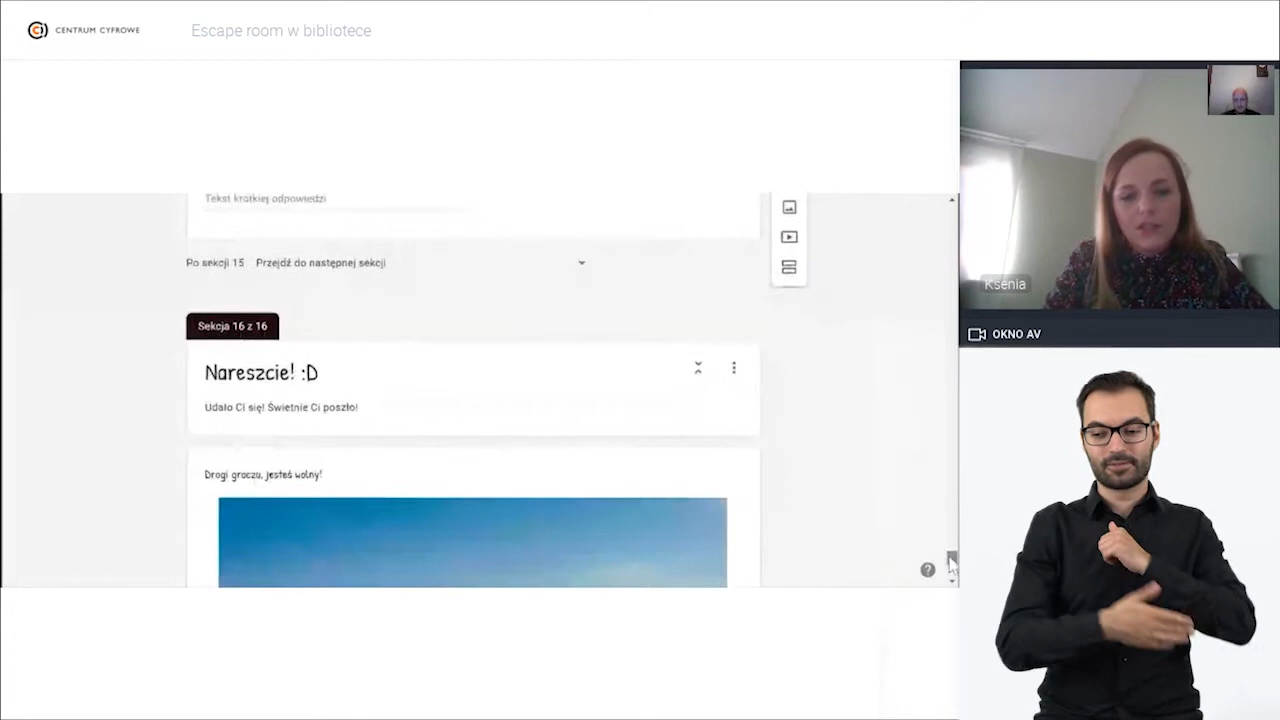 CENTRUM CYFROWE
Escape room w bibliotece
Tekst krótkiej odpowiedzi
Po sekcji 15 Przejdź do następnej sekcji
Sekcja 16 z 16
Nareszcie! :D
Udało Ci się! Świetnie Ci poszło!
Drogi graczu, jesteś wolny!
Ksenia
OKNO AV